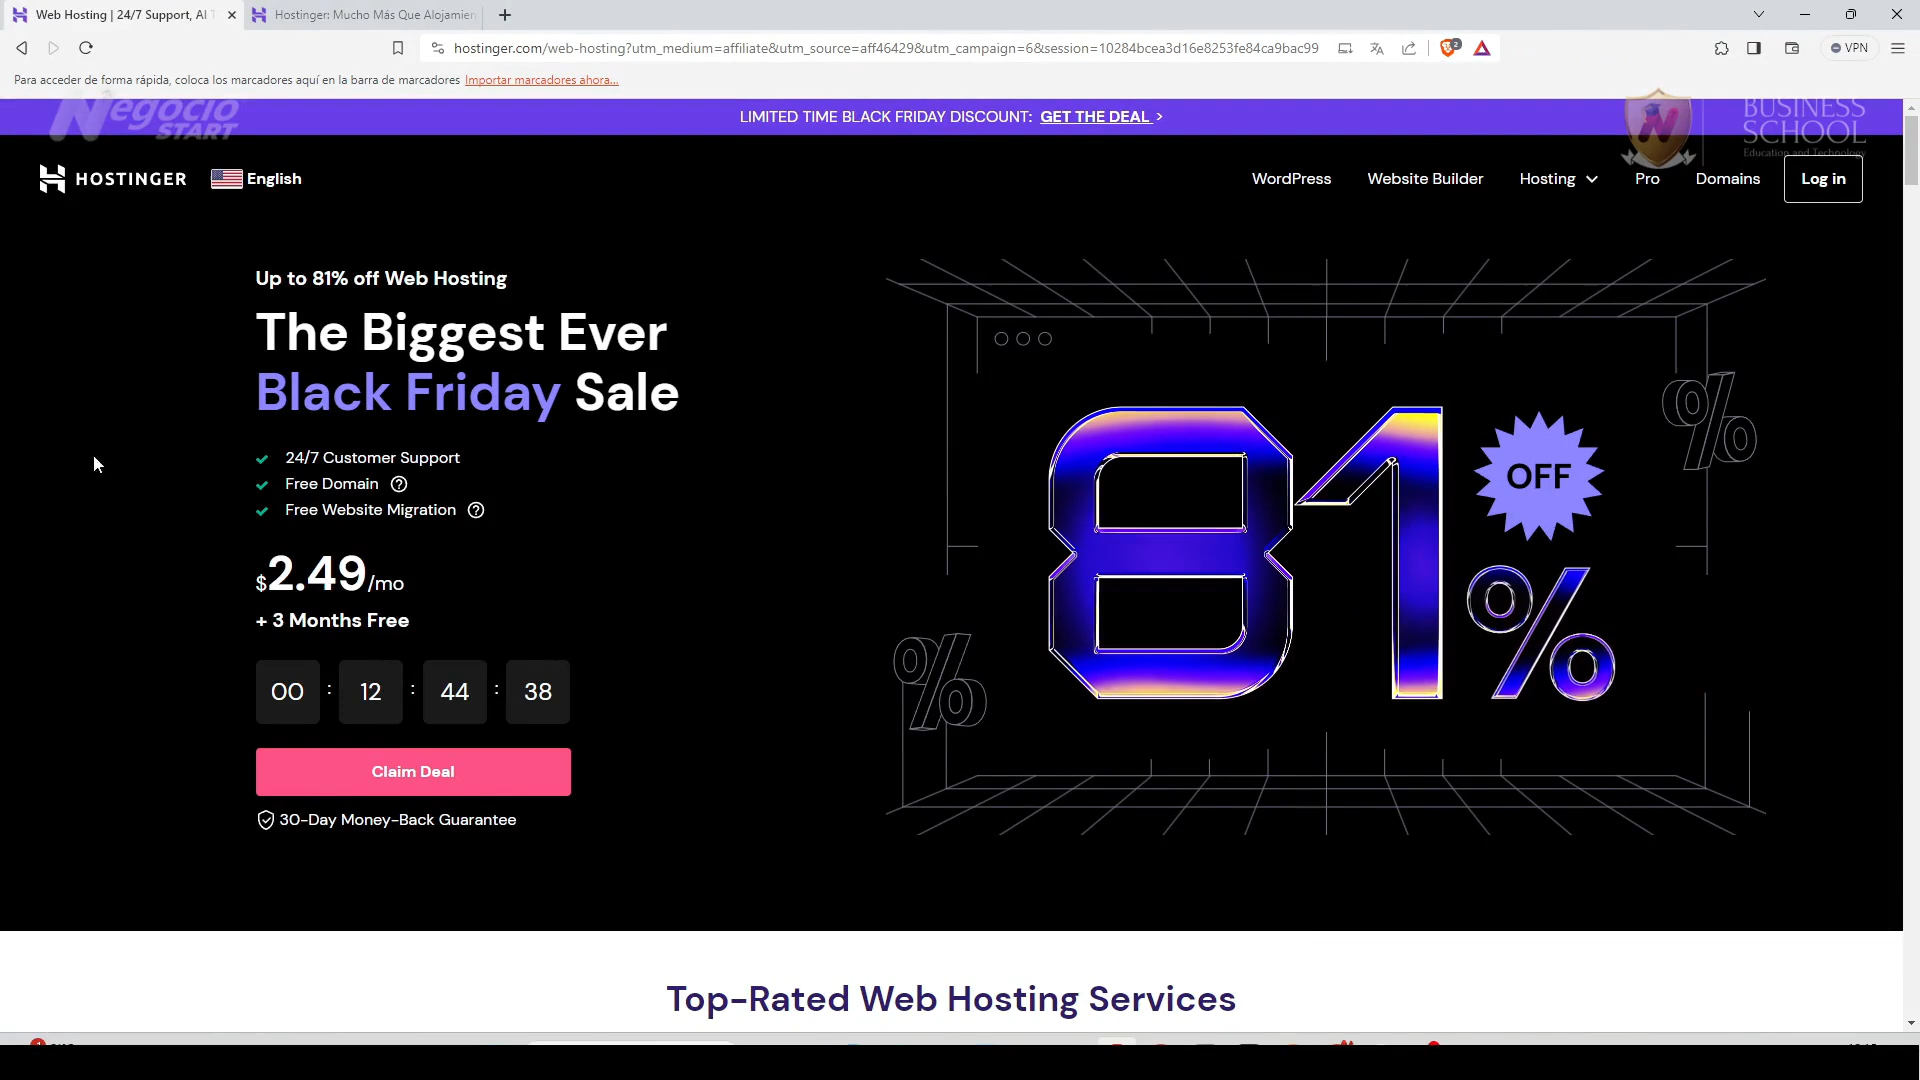 Web Hosting | 24/7 Support, AI T
Hostinger: Mucho Más Que Alojamien
hostinger.com/web-hosting?utm_medium=affiliate&utm_source=aff46429&utm_campaign=6&session=10284bcea3d16e8253fe84ca9bac99
2
VPN
Para acceder de forma rápida, coloca los marcadores aquí en la barra de marcadores Importar marcadores ahora...
Negocio
START
LIMITED TIME BLACK FRIDAY DISCOUNT: GET THE DEAL >
BUSINESS
SCHOOL
Education and Technology
HOSTINGER
English
WordPress
Website Builder
Hosting
Pro
Domains
Log in
Up to 81% off Web Hosting
The Biggest Ever
Black Friday Sale
24/7 Customer Support
Free Domain ?
Free Website Migration ?
$2.49/mo
+ 3 Months Free
00 : 12 : 44 : 38
Claim Deal
30-Day Money-Back Guarantee
81%
OFF
%
%
Top-Rated Web Hosting Services